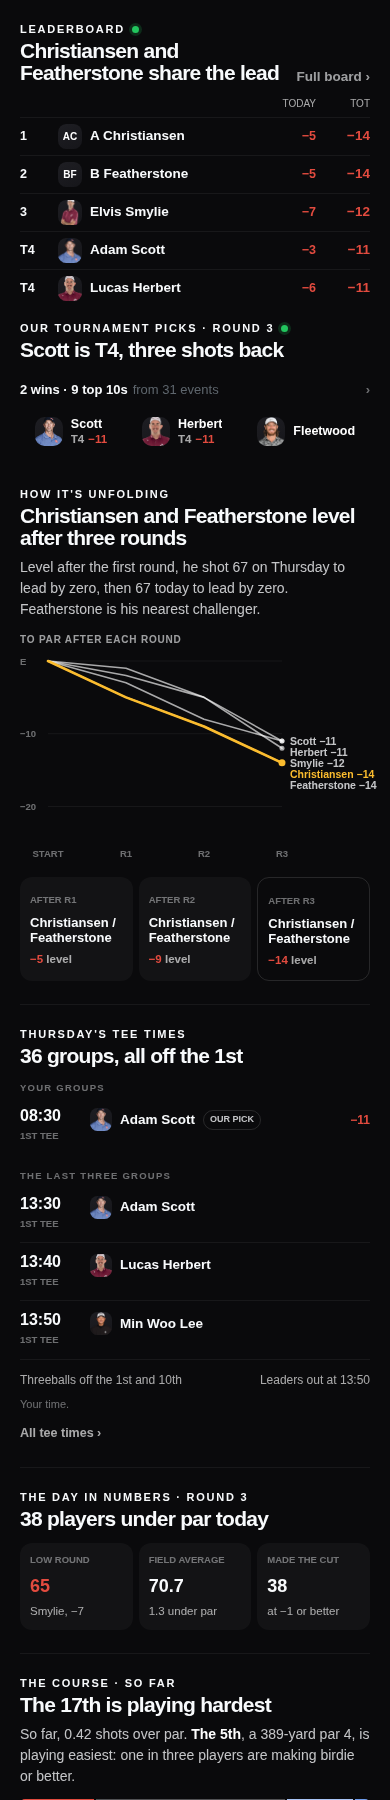 LEADERBOARD
Christiansen and
Featherstone share the lead Full board ›
TODAY TOT
1 AC A Christiansen −5 −14
2 BF B Featherstone −5 −14
3 Elvis Smylie −7 −12
T4 Adam Scott −3 −11
T4 Lucas Herbert −6 −11
OUR TOURNAMENT PICKS · ROUND 3
Scott is T4, three shots back
2 wins · 9 top 10s from 31 events ›
Scott Herbert Fleetwood
T4 −11 T4 −11
HOW IT'S UNFOLDING
Christiansen and Featherstone level
after three rounds
Level after the first round, he shot 67 on Thursday to
lead by zero, then 67 today to lead by zero.
Featherstone is his nearest challenger.
TO PAR AFTER EACH ROUND
E
−10
−20
Scott −11
Herbert −11
Smylie −12
Christiansen −14
Featherstone −14
START R1 R2 R3
AFTER R1 AFTER R2 AFTER R3
Christiansen / Christiansen / Christiansen /
Featherstone Featherstone Featherstone
−5 level −9 level −14 level
THURSDAY'S TEE TIMES
36 groups, all off the 1st
YOUR GROUPS
08:30 Adam Scott OUR PICK −11
1ST TEE
THE LAST THREE GROUPS
13:30 Adam Scott
1ST TEE
13:40 Lucas Herbert
1ST TEE
13:50 Min Woo Lee
1ST TEE
Threeballs off the 1st and 10th Leaders out at 13:50
Your time.
All tee times ›
THE DAY IN NUMBERS · ROUND 3
38 players under par today
LOW ROUND FIELD AVERAGE MADE THE CUT
65 70.7 38
Smylie, −7 1.3 under par at −1 or better
THE COURSE · SO FAR
The 17th is playing hardest
So far, 0.42 shots over par. The 5th, a 389-yard par 4, is
playing easiest: one in three players are making birdie
or better.